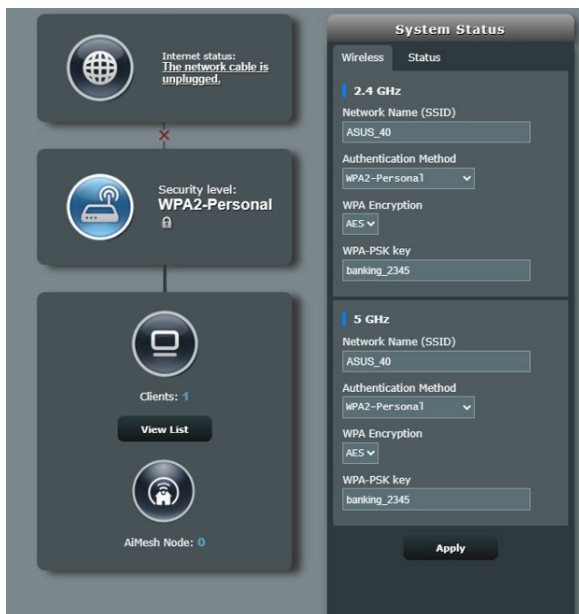 Internet status:
The network cable is
unplugged.
Security level:
WPA2-Personal
Clients: 1
View List
AiMesh Node: 0
System Status
Wireless
Status
2.4 GHz
Network Name (SSID)
ASUS_40
Authentication Method
WPA2-Personal
WPA Encryption
AES
WPA-PSK key
banking_2345
5 GHz
Network Name (SSID)
ASUS_40
Authentication Method
WPA2-Personal
WPA Encryption
AES
WPA-PSK key
banking_2345
Apply